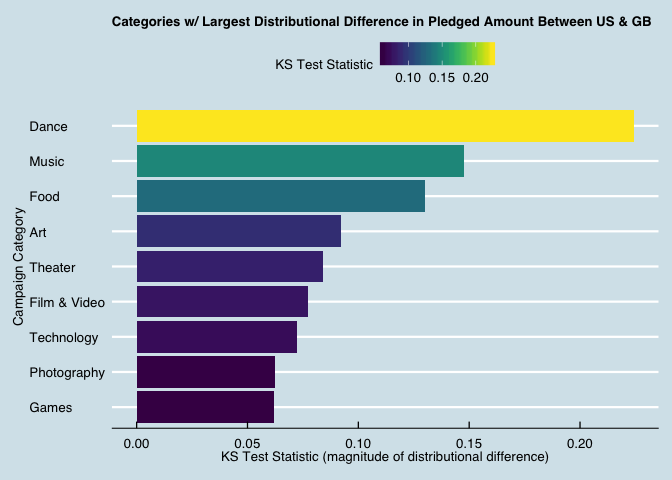 Categories w/ Largest Distributional Difference in Pledged Amount Between US & GB
KS Test Statistic
0.10 0.15 0.20
Campaign Category
Dance
Music
Food
Art
Theater
Film & Video
Technology
Photography
Games
0.00 0.05 0.10 0.15 0.20
KS Test Statistic (magnitude of distributional difference)